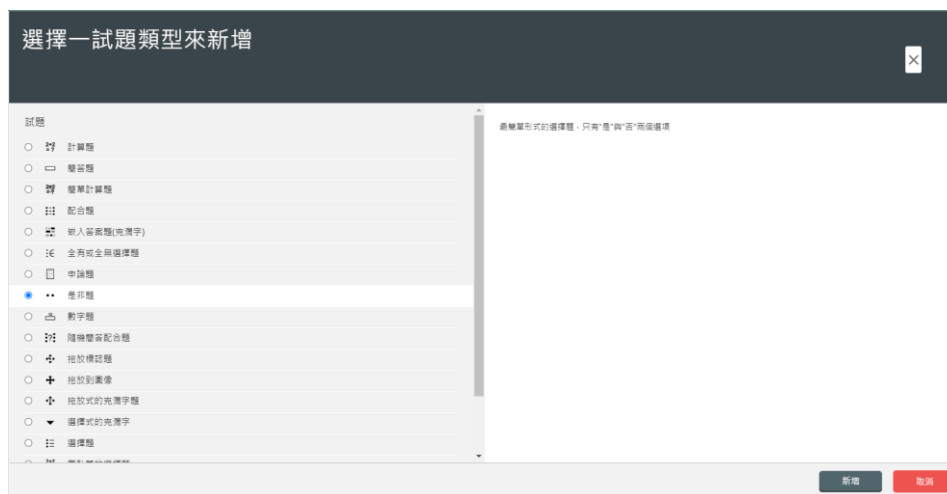 選擇一試題類型來新增
試題
計算題
簡答題
簡單計算題
配合題
嵌入答案題(克漏字)
全有或全無選擇題
申論題
是非題
數字題
隨機簡答配合題
拖放標誌題
拖放到圖像
拖放式的克漏字題
選擇式的克漏字
選擇題
最簡單形式的選擇題，只有"是"與"否"兩個選項
新增
取消